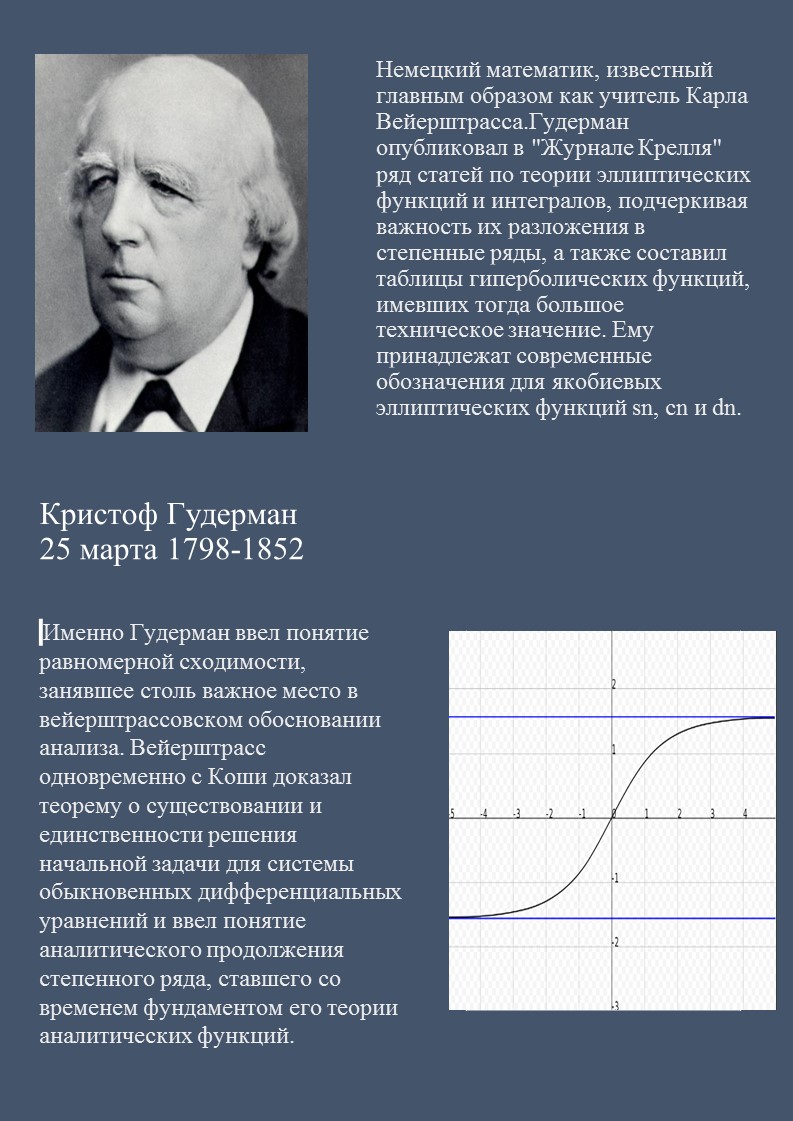 Немецкий математик, известный
главным образом как учитель Карла
Вейерштрасса.Гудерман
опубликовал в "Журнале Крелля"
ряд статей по теории эллиптических
функций и интегралов, подчеркивая
важность их разложения в
степенные ряды, а также составил
таблицы гиперболических функций,
имевших тогда большое
техническое значение. Ему
принадлежат современные
обозначения для якобиевых
эллиптических функций sn, cn и dn.
Кристоф Гудерман
25 марта 1798-1852
Именно Гудерман ввел понятие
равномерной сходимости,
занявшее столь важное место в
вейерштрассовском обосновании
анализа. Вейерштрасс
одновременно с Коши доказал
теорему о существовании и
единственности решения
начальной задачи для системы
обыкновенных дифференциальных
уравнений и ввел понятие
аналитического продолжения
степенного ряда, ставшего со
временем фундаментом его теории
аналитических функций.
2
1
5 -4 -3 -2 -1 0 1 2 3 4
-1
-2
-3